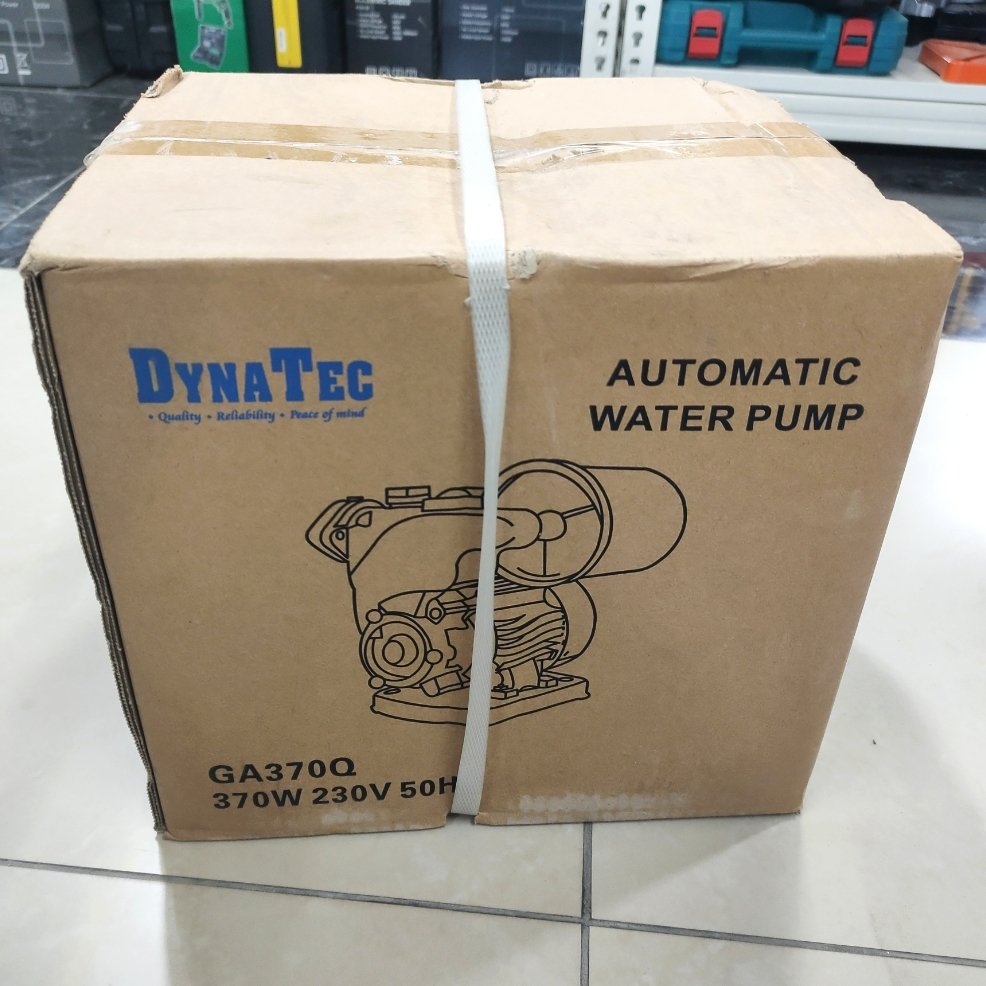 DYNATEC
• Quality • Reliability • Peace of mind
AUTOMATIC
WATER PUMP
GA370Q
370W 230V 50H